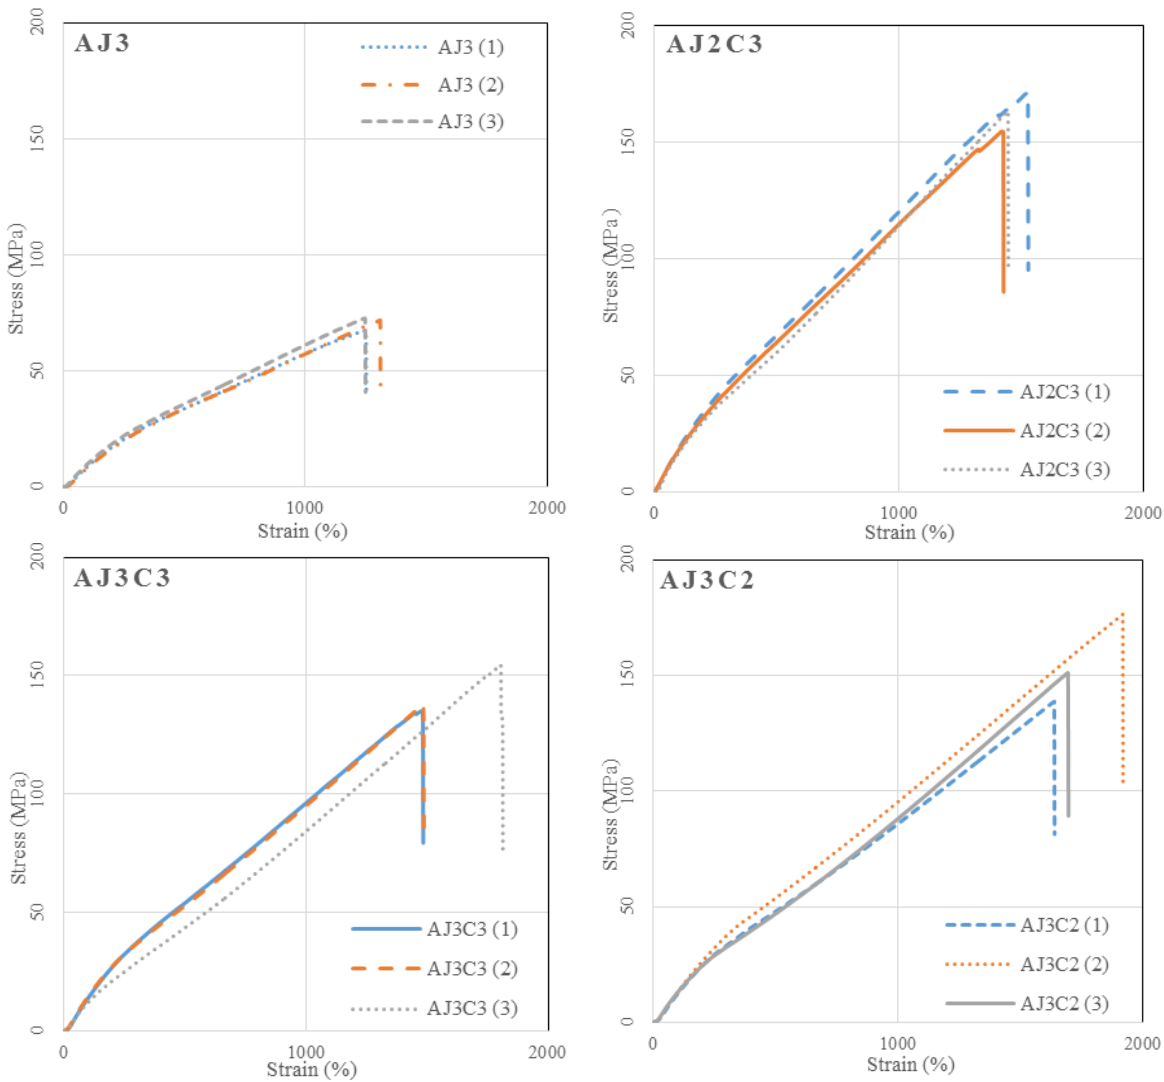 AJ3
AJ3 (1)
AJ3 (2)
AJ3 (3)
Stress (MPa)
200
150
100
50
0
0
1000
2000
Strain (%)
AJ2C3
Stress (MPa)
200
150
100
50
0
AJ2C3 (1)
AJ2C3 (2)
AJ2C3 (3)
0
1000
2000
Strain (%)
AJ3C3
Stress (MPa)
200
150
100
50
0
AJ3C3 (1)
AJ3C3 (2)
AJ3C3 (3)
0
1000
2000
Strain (%)
AJ3C2
Stress (MPa)
200
150
100
50
0
AJ3C2 (1)
AJ3C2 (2)
AJ3C2 (3)
0
1000
2000
Strain (%)